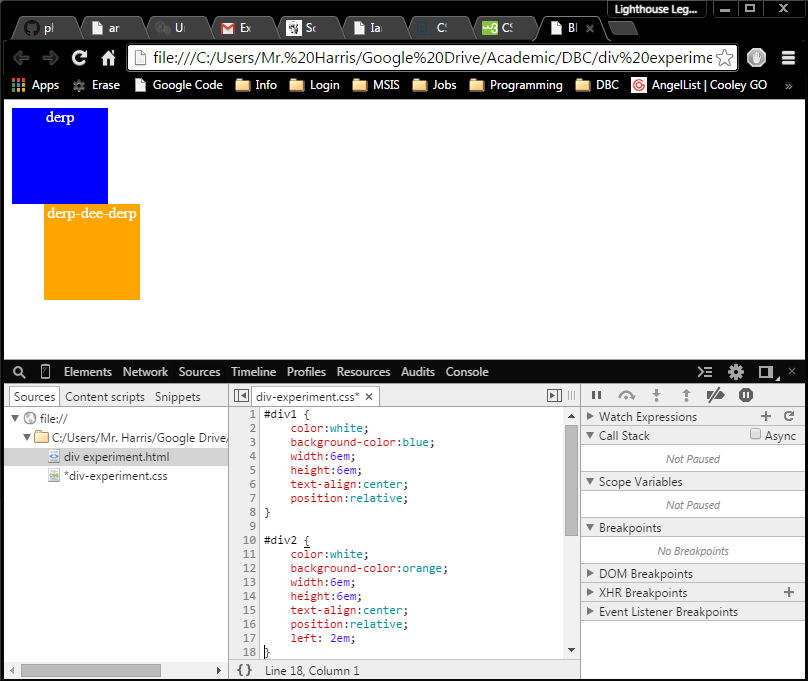 Lighthouse Leg...
pl
ar
Ui
Ex
Sc
Ia
CS
CS
Bl
file:///C:/Users/Mr.%20Harris/Google%20Drive/Academic/DBC/div%20experime
Apps Erase Google Code Info Login MSIS Jobs Programming DBC AngelList | Cooley GO »
derp
derp-dee-derp
Elements Network Sources Timeline Profiles Resources Audits Console
Sources Content scripts Snippets
file://
C:/Users/Mr. Harris/Google Drive/
div experiment.html
*div-experiment.css
div-experiment.css*
1 #div1 {
2 color:white;
3 background-color:blue;
4 width:6em;
5 height:6em;
6 text-align:center;
7 position:relative;
8 }
9
10 #div2 {
11 color:white;
12 background-color:orange;
13 width:6em;
14 height:6em;
15 text-align:center;
16 position:relative;
17 left: 2em;
18 }
{} Line 18, Column 1
Watch Expressions
Call Stack Async
Not Paused
Scope Variables
Not Paused
Breakpoints
No Breakpoints
DOM Breakpoints
XHR Breakpoints
Event Listener Breakpoints